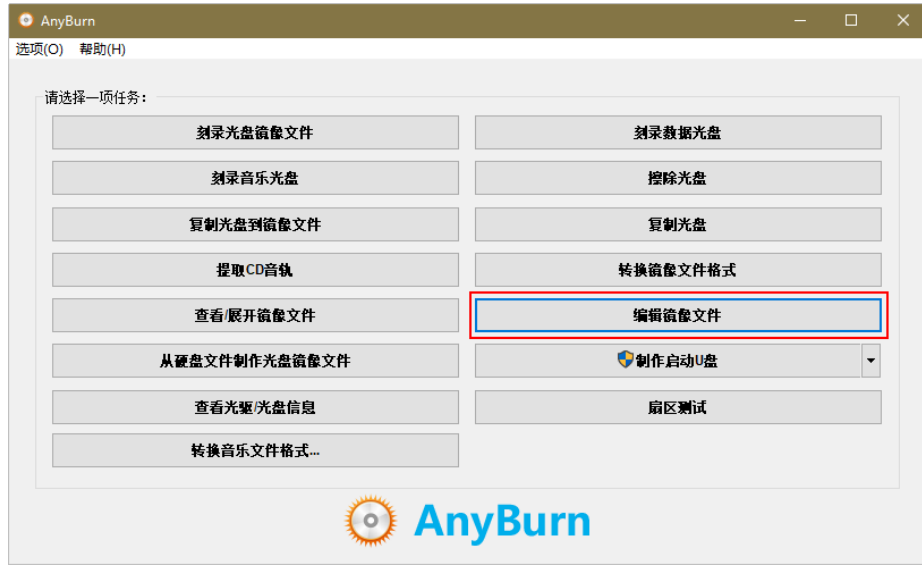 AnyBurn
选项(O) 帮助(H)
请选择一项任务：
刻录光盘镜像文件 刻录数据光盘
刻录音乐光盘 擦除光盘
复制光盘到镜像文件 复制光盘
提取CD音轨 转换镜像文件格式
查看/展开镜像文件 编辑镜像文件
从硬盘文件制作光盘镜像文件 制作启动U盘
查看光驱/光盘信息 扇区测试
转换音乐文件格式...
AnyBurn